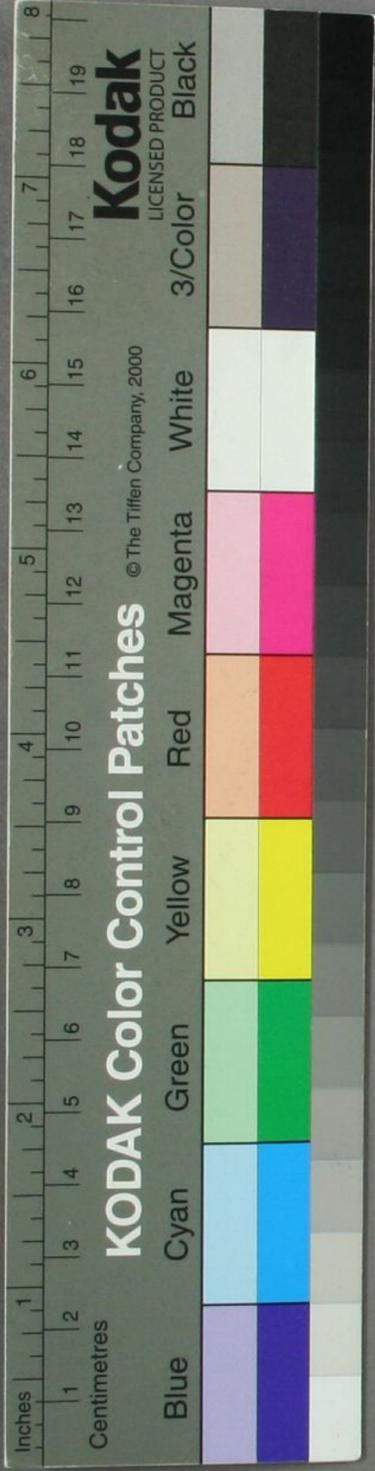 Inches 1 2 3 4 5 6 7 8
Centimetres 1 2 3 4 5 6 7 8 9 10 11 12 13 14 15 16 17 18 19
KODAK Color Control Patches © The Tiffen Company, 2000
Kodak
LICENSED PRODUCT
Blue Cyan Green Yellow Red Magenta White 3/Color Black